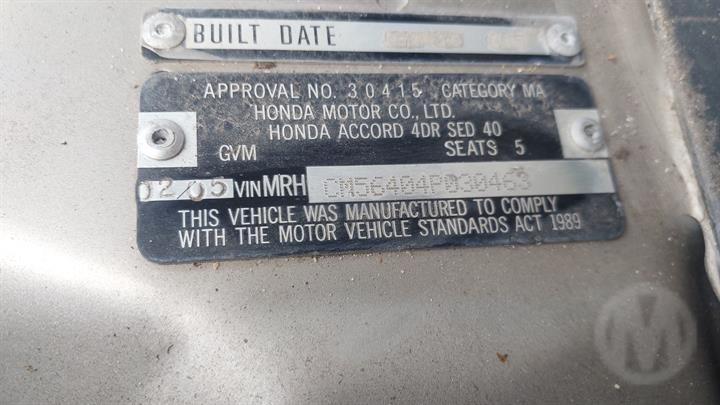 BUILT DATE
APPROVAL NO. 30415 CATEGORY MA
HONDA MOTOR CO., LTD.
HONDA ACCORD 4DR SED 40
GVM SEATS 5
02/05 VIN MRH CM56404P030463
THIS VEHICLE WAS MANUFACTURED TO COMPLY
WITH THE MOTOR VEHICLE STANDARDS ACT 1989
M